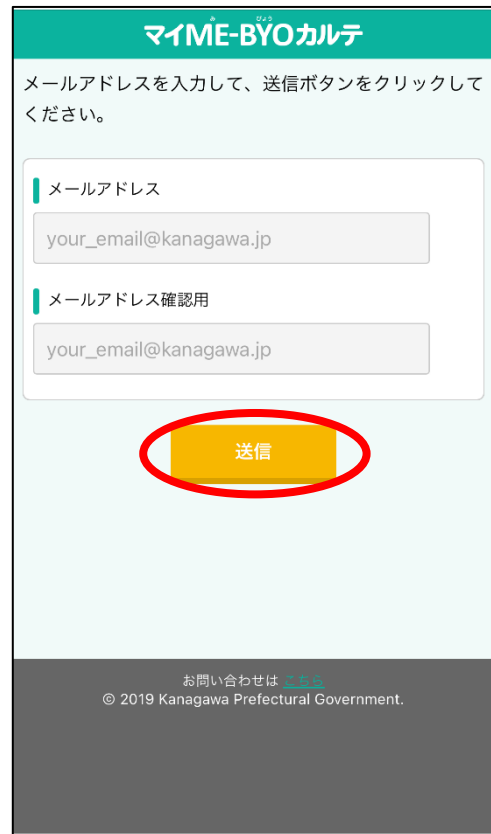 マイME-BYOカルテ
メールアドレスを入力して、送信ボタンをクリックして
ください。
メールアドレス
your_email@kanagawa.jp
メールアドレス確認用
your_email@kanagawa.jp
送信
お問い合わせは こちら
© 2019 Kanagawa Prefectural Government.